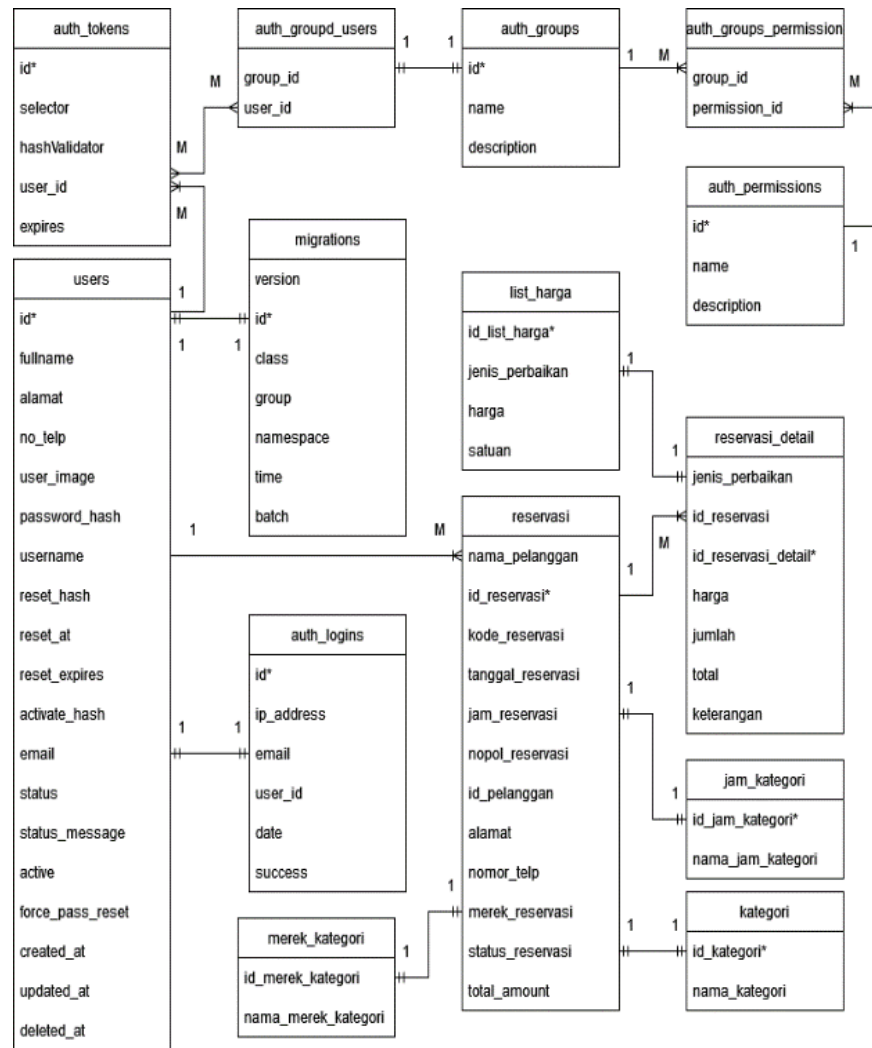 auth_tokens
id*
selector
hashValidator
user_id
expires
M
M
M
auth_groupd_users
group_id
user_id
1
1
auth_groups
id*
name
description
1
M
auth_groups_permission
group_id
permission_id
M
auth_permissions
id*
name
description
1
users
id*
fullname
alamat
no_telp
user_image
password_hash
username
reset_hash
reset_at
reset_expires
activate_hash
email
status
status_message
active
force_pass_reset
created_at
updated_at
deleted_at
1
1
1
migrations
version
id*
class
group
namespace
time
batch
1
M
list_harga
id_list_harga*
jenis_perbaikan
harga
satuan
1
1
reservasi_detail
jenis_perbaikan
id_reservasi
id_reservasi_detail*
harga
jumlah
total
keterangan
M
1
reservasi
nama_pelanggan
id_reservasi*
kode_reservasi
tanggal_reservasi
jam_reservasi
nopol_reservasi
id_pelanggan
alamat
nomor_telp
merek_reservasi
status_reservasi
total_amount
auth_logins
id*
ip_address
email
user_id
date
success
1
1
1
1
jam_kategori
id_jam_kategori*
nama_jam_kategori
merek_kategori
id_merek_kategori
nama_merek_kategori
1
1
kategori
id_kategori*
nama_kategori
1
1